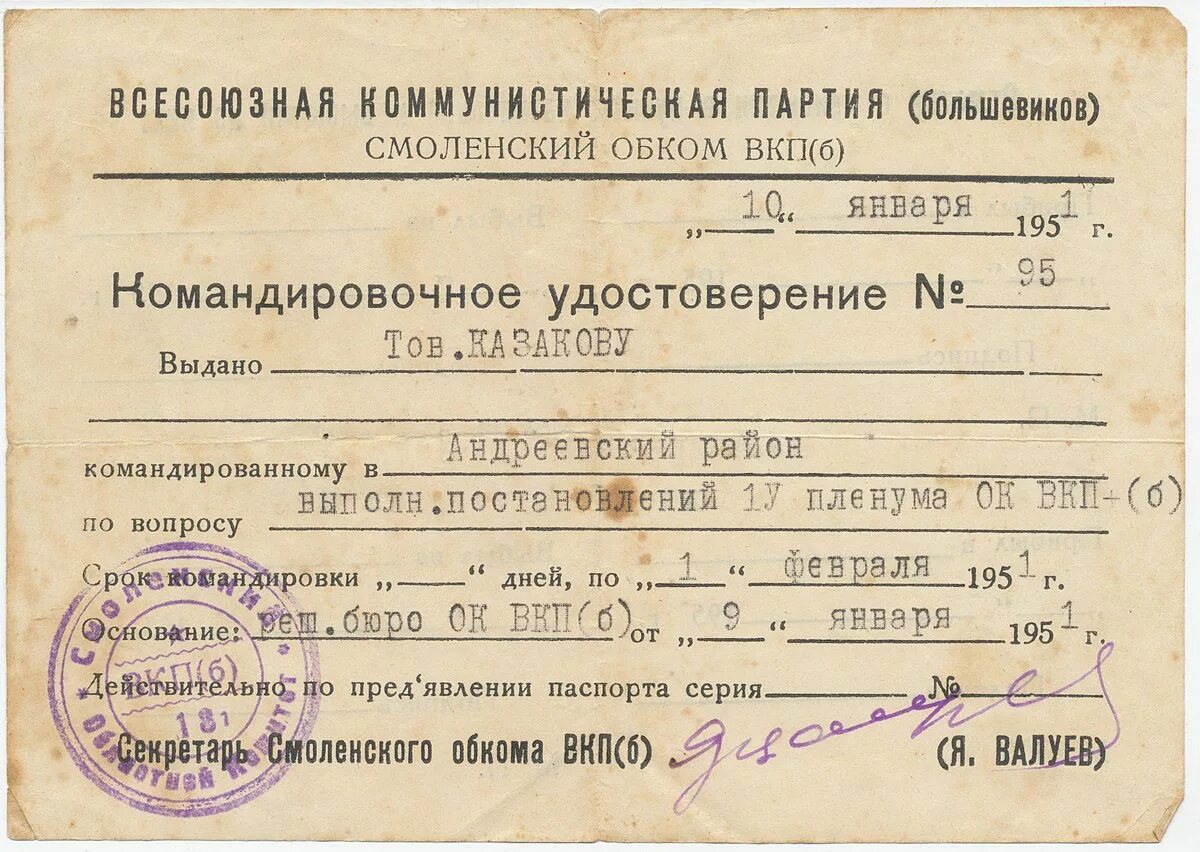 ВСЕСОЮЗНАЯ КОММУНИСТИЧЕСКАЯ ПАРТИЯ (большевиков)
СМОЛЕНСКИЙ ОБКОМ ВКП(б)
„10“ января 1951 г.
Командировочное удостоверение № 95
Выдано Тов.КАЗАКОВУ
командированному в Андреевский район
по вопросу выполн.постановлений 1У пленума ОК ВКП(б)
Срок командировки „ “ дней, по „1“ февраля 1951 г.
Основание: реш.бюро ОК ВКП(б) от „9“ января 1951 г.
Действительно по пред'явлении паспорта серия № 
Секретарь Смоленского обкома ВКП(б) (Я. ВАЛУЕВ)
СМОЛЕНСКИЙ ОБЛАСТНОЙ КОМИТЕТ
ВКП(б)